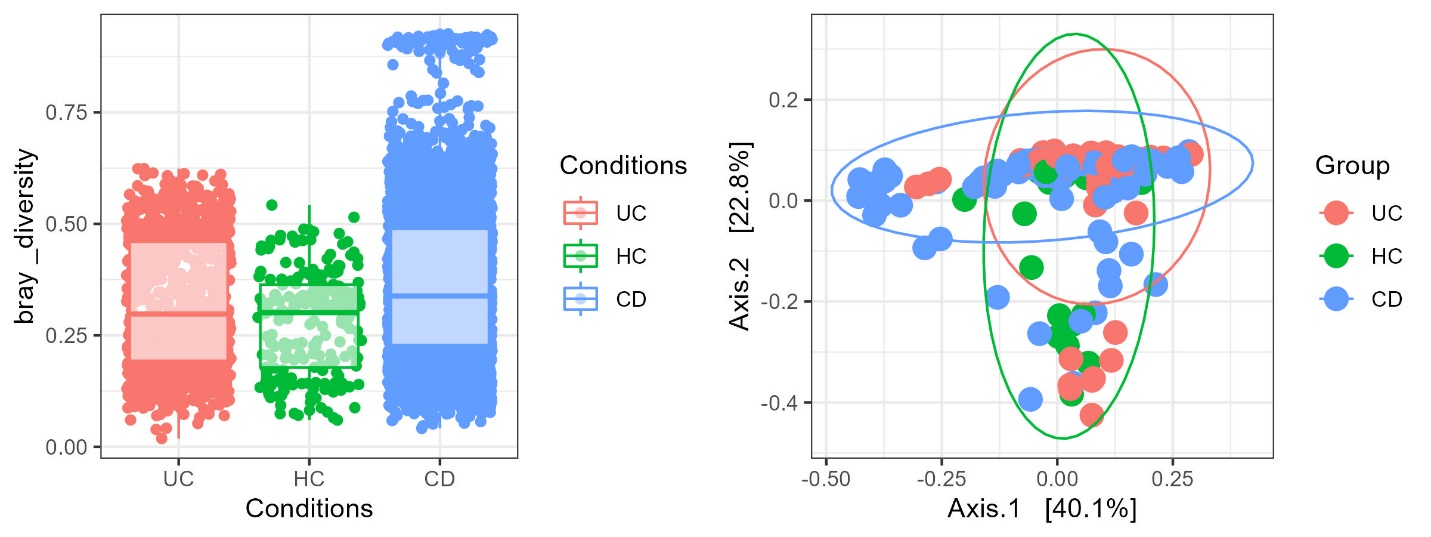 bray _diversity
0.75
0.50
0.25
0.00
UC
HC
CD
Conditions
Conditions
UC
HC
CD
Axis.2 [22.8%]
0.2
0.0
-0.2
-0.4
-0.50
-0.25
0.00
0.25
Axis.1 [40.1%]
Group
UC
HC
CD